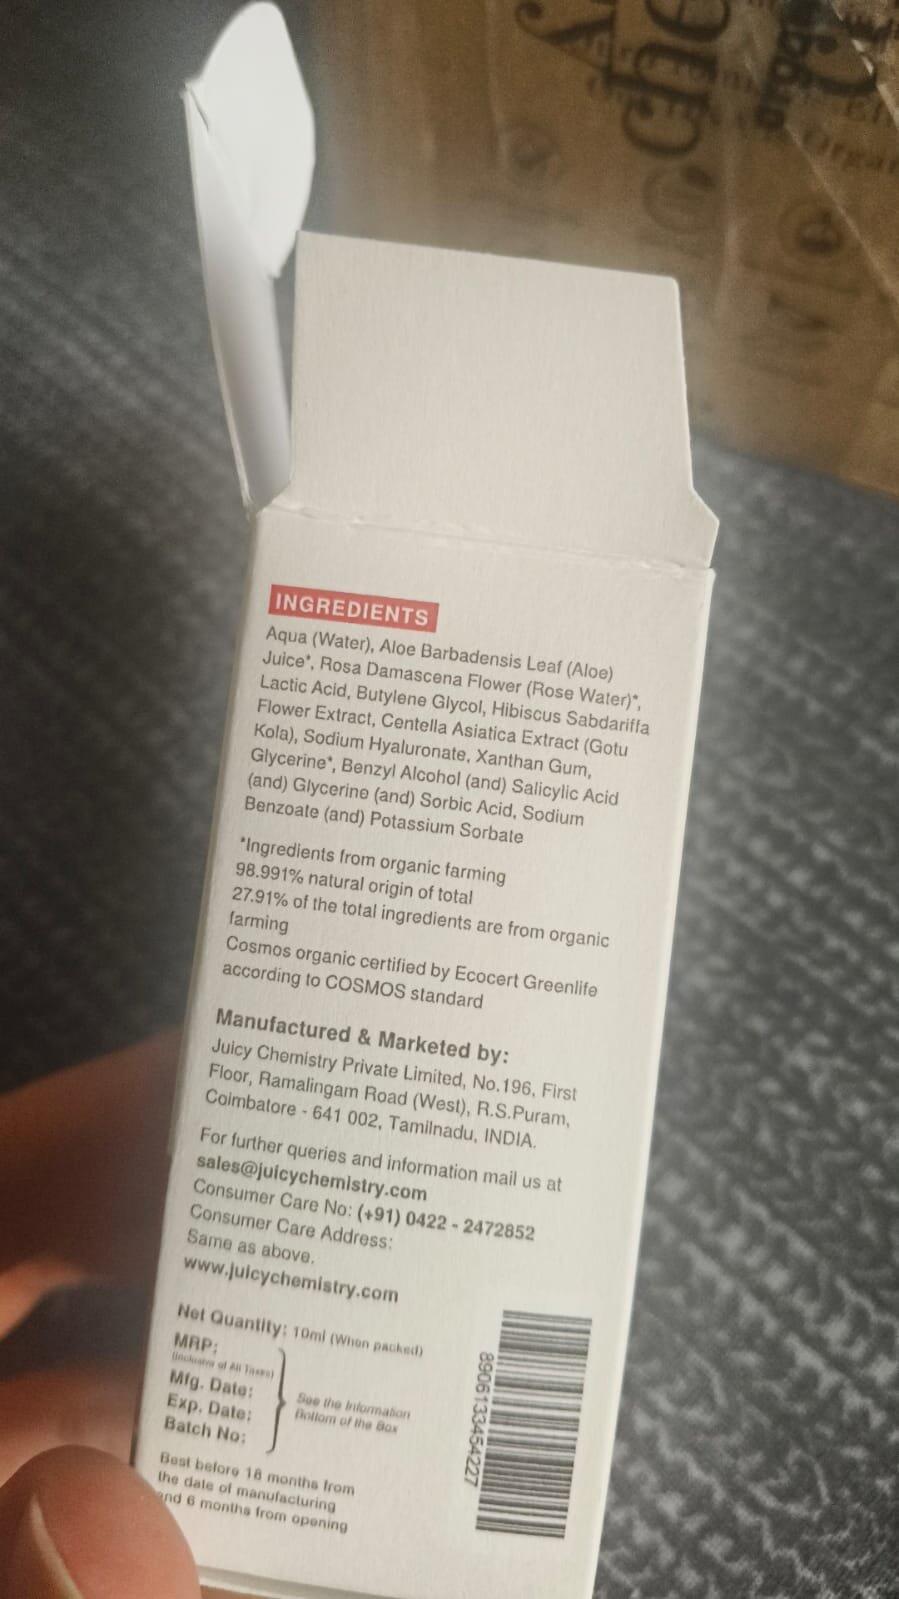 INGREDIENTS
Aqua (Water), Aloe Barbadensis Leaf (Aloe)
Juice*, Rosa Damascena Flower (Rose Water)*,
Lactic Acid, Butylene Glycol, Hibiscus Sabdariffa
Flower Extract, Centella Asiatica Extract (Gotu
Kola), Sodium Hyaluronate, Xanthan Gum,
Glycerine*, Benzyl Alcohol (and) Salicylic Acid
(and) Glycerine (and) Sorbic Acid, Sodium
Benzoate (and) Potassium Sorbate
*Ingredients from organic farming
98.991% natural origin of total
27.91% of the total ingredients are from organic
farming
Cosmos organic certified by Ecocert Greenlife
according to COSMOS standard
Manufactured & Marketed by:
Juicy Chemistry Private Limited, No.196, First
Floor, Ramalingam Road (West), R.S.Puram,
Coimbatore - 641 002, Tamilnadu, INDIA.
For further queries and information mail us at
sales@juicychemistry.com
Consumer Care No: (+91) 0422 - 2472852
Consumer Care Address:
Same as above.
www.juicychemistry.com
Net Quantity: 10ml (When packed)
MRP:
(Inclusive of All Taxes)
Mfg. Date:
Exp. Date:
Batch No:
See the Information
Bottom of the Box
Best before 18 months from
the date of manufacturing
and 6 months from opening
8906133454227